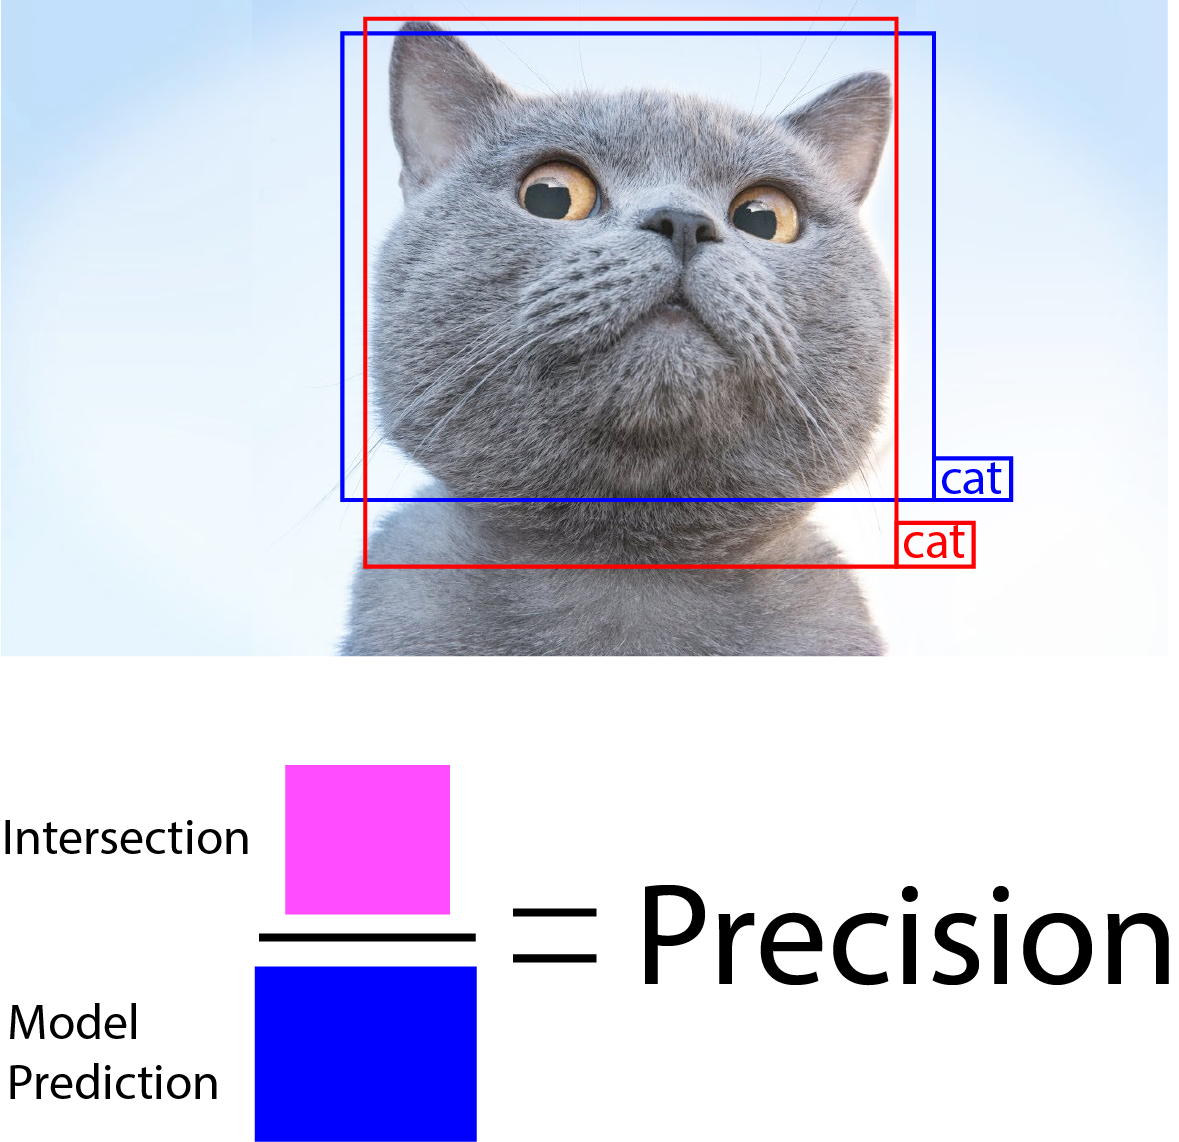 cat
cat
Intersection
= Precision
Model
Prediction